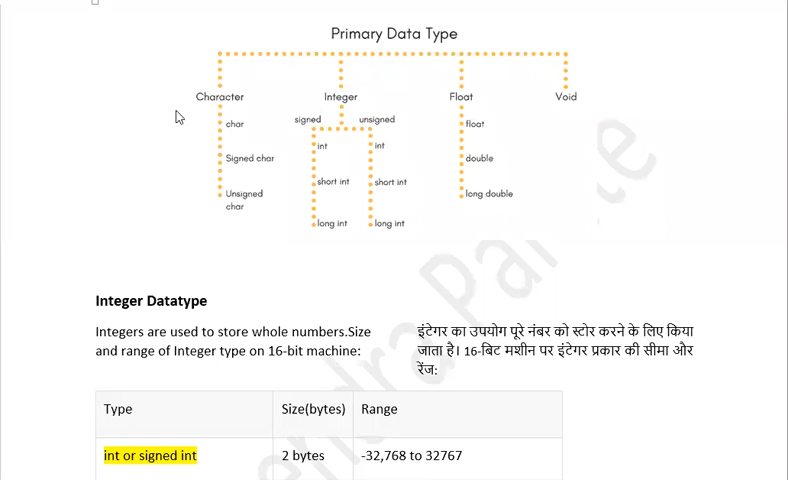 Primary Data Type
Character Integer Float Void
signed unsigned
char int int float
Signed char short int short int double
Unsigned
char
long int long int long double
Integer Datatype
Integers are used to store whole numbers.Size
and range of Integer type on 16-bit machine:
इंटेगर का उपयोग पूरे नंबर को स्टोर करने के लिए किया
जाता है। 16-बिट मशीन पर इंटेगर प्रकार की सीमा और
रेंज:
Type Size(bytes) Range
int or signed int 2 bytes -32,768 to 32767